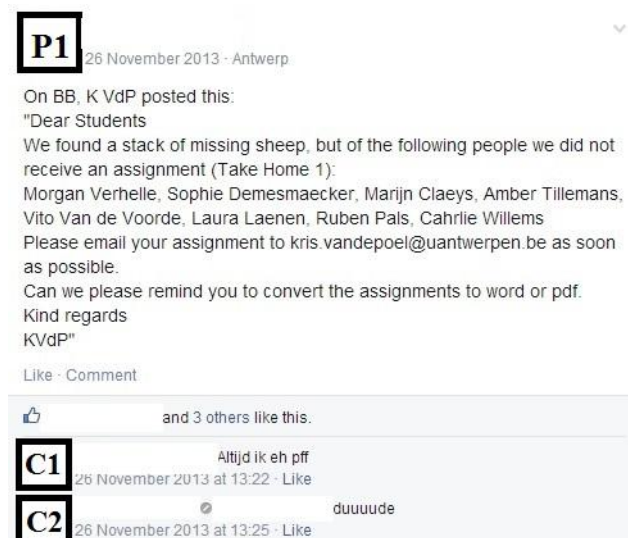 P1
26 November 2013 · Antwerp
On BB, K VdP posted this:
"Dear Students
We found a stack of missing sheep, but of the following people we did not
receive an assignment (Take Home 1):
Morgan Verhelle, Sophie Demesmaecker, Marijn Claeys, Amber Tillemans,
Vito Van de Voorde, Laura Laenen, Ruben Pals, Cahrlie Willems
Please email your assignment to kris.vandepoel@uantwerpen.be as soon
as possible.
Can we please remind you to convert the assignments to word or pdf.
Kind regards
KVdP"
Like · Comment
and 3 others like this.
C1 Altijd ik eh pff
26 November 2013 at 13:22 · Like
C2 duuuude
26 November 2013 at 13:25 · Like